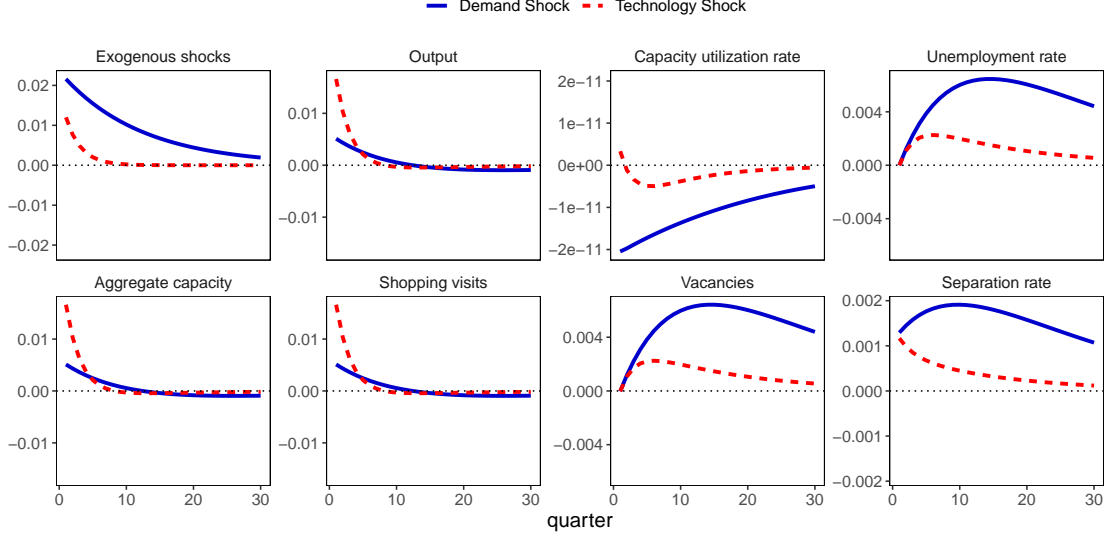 Demand Shock Technology Shock
Exogenous shocks Output Capacity utilization rate Unemployment rate
0.02
0.01
0.00
−0.01
−0.02
0.01
0.00
−0.01
2e−11
1e−11
0e+00
−1e−11
−2e−11
0.004
0.000
−0.004
Aggregate capacity Shopping visits Vacancies Separation rate
0.01
0.00
−0.01
0.01
0.00
−0.01
0.004
0.000
−0.004
0.002
0.001
0.000
−0.001
−0.002
0 10 20 30 0 10 20 30 0 10 20 30 0 10 20 30
quarter